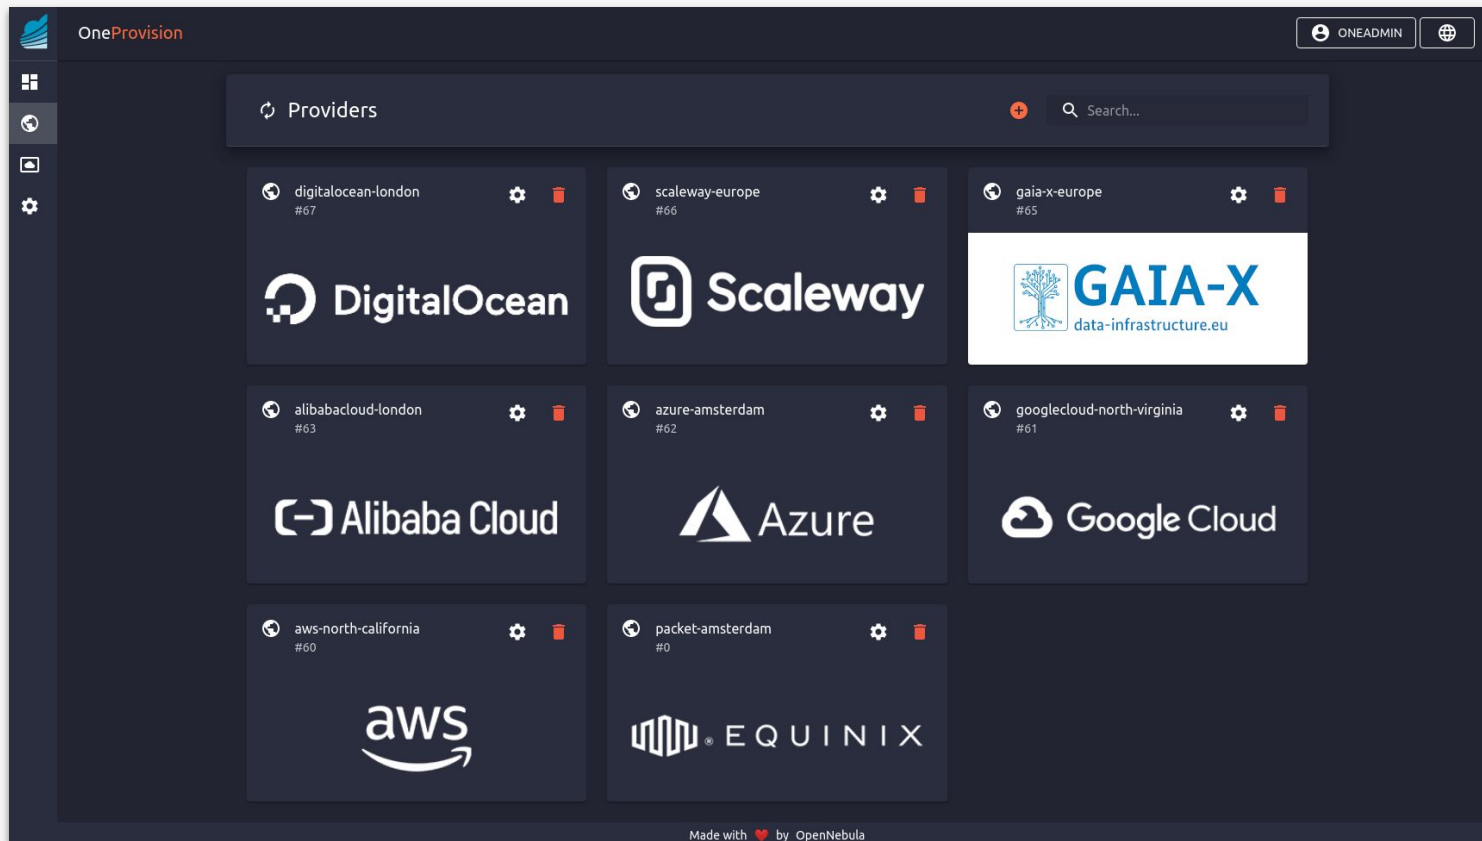 OneProvision
ONEADMIN
Providers
Search...
digitalocean-london
#67
DigitalOcean
scaleway-europe
#66
Scaleway
gaia-x-europe
#65
GAIA-X
data-infrastructure.eu
alibabacloud-london
#63
Alibaba Cloud
azure-amsterdam
#62
Azure
googlecloud-north-virginia
#61
Google Cloud
aws-north-california
#60
aws
packet-amsterdam
#0
® EQUINIX
Made with ❤ by OpenNebula